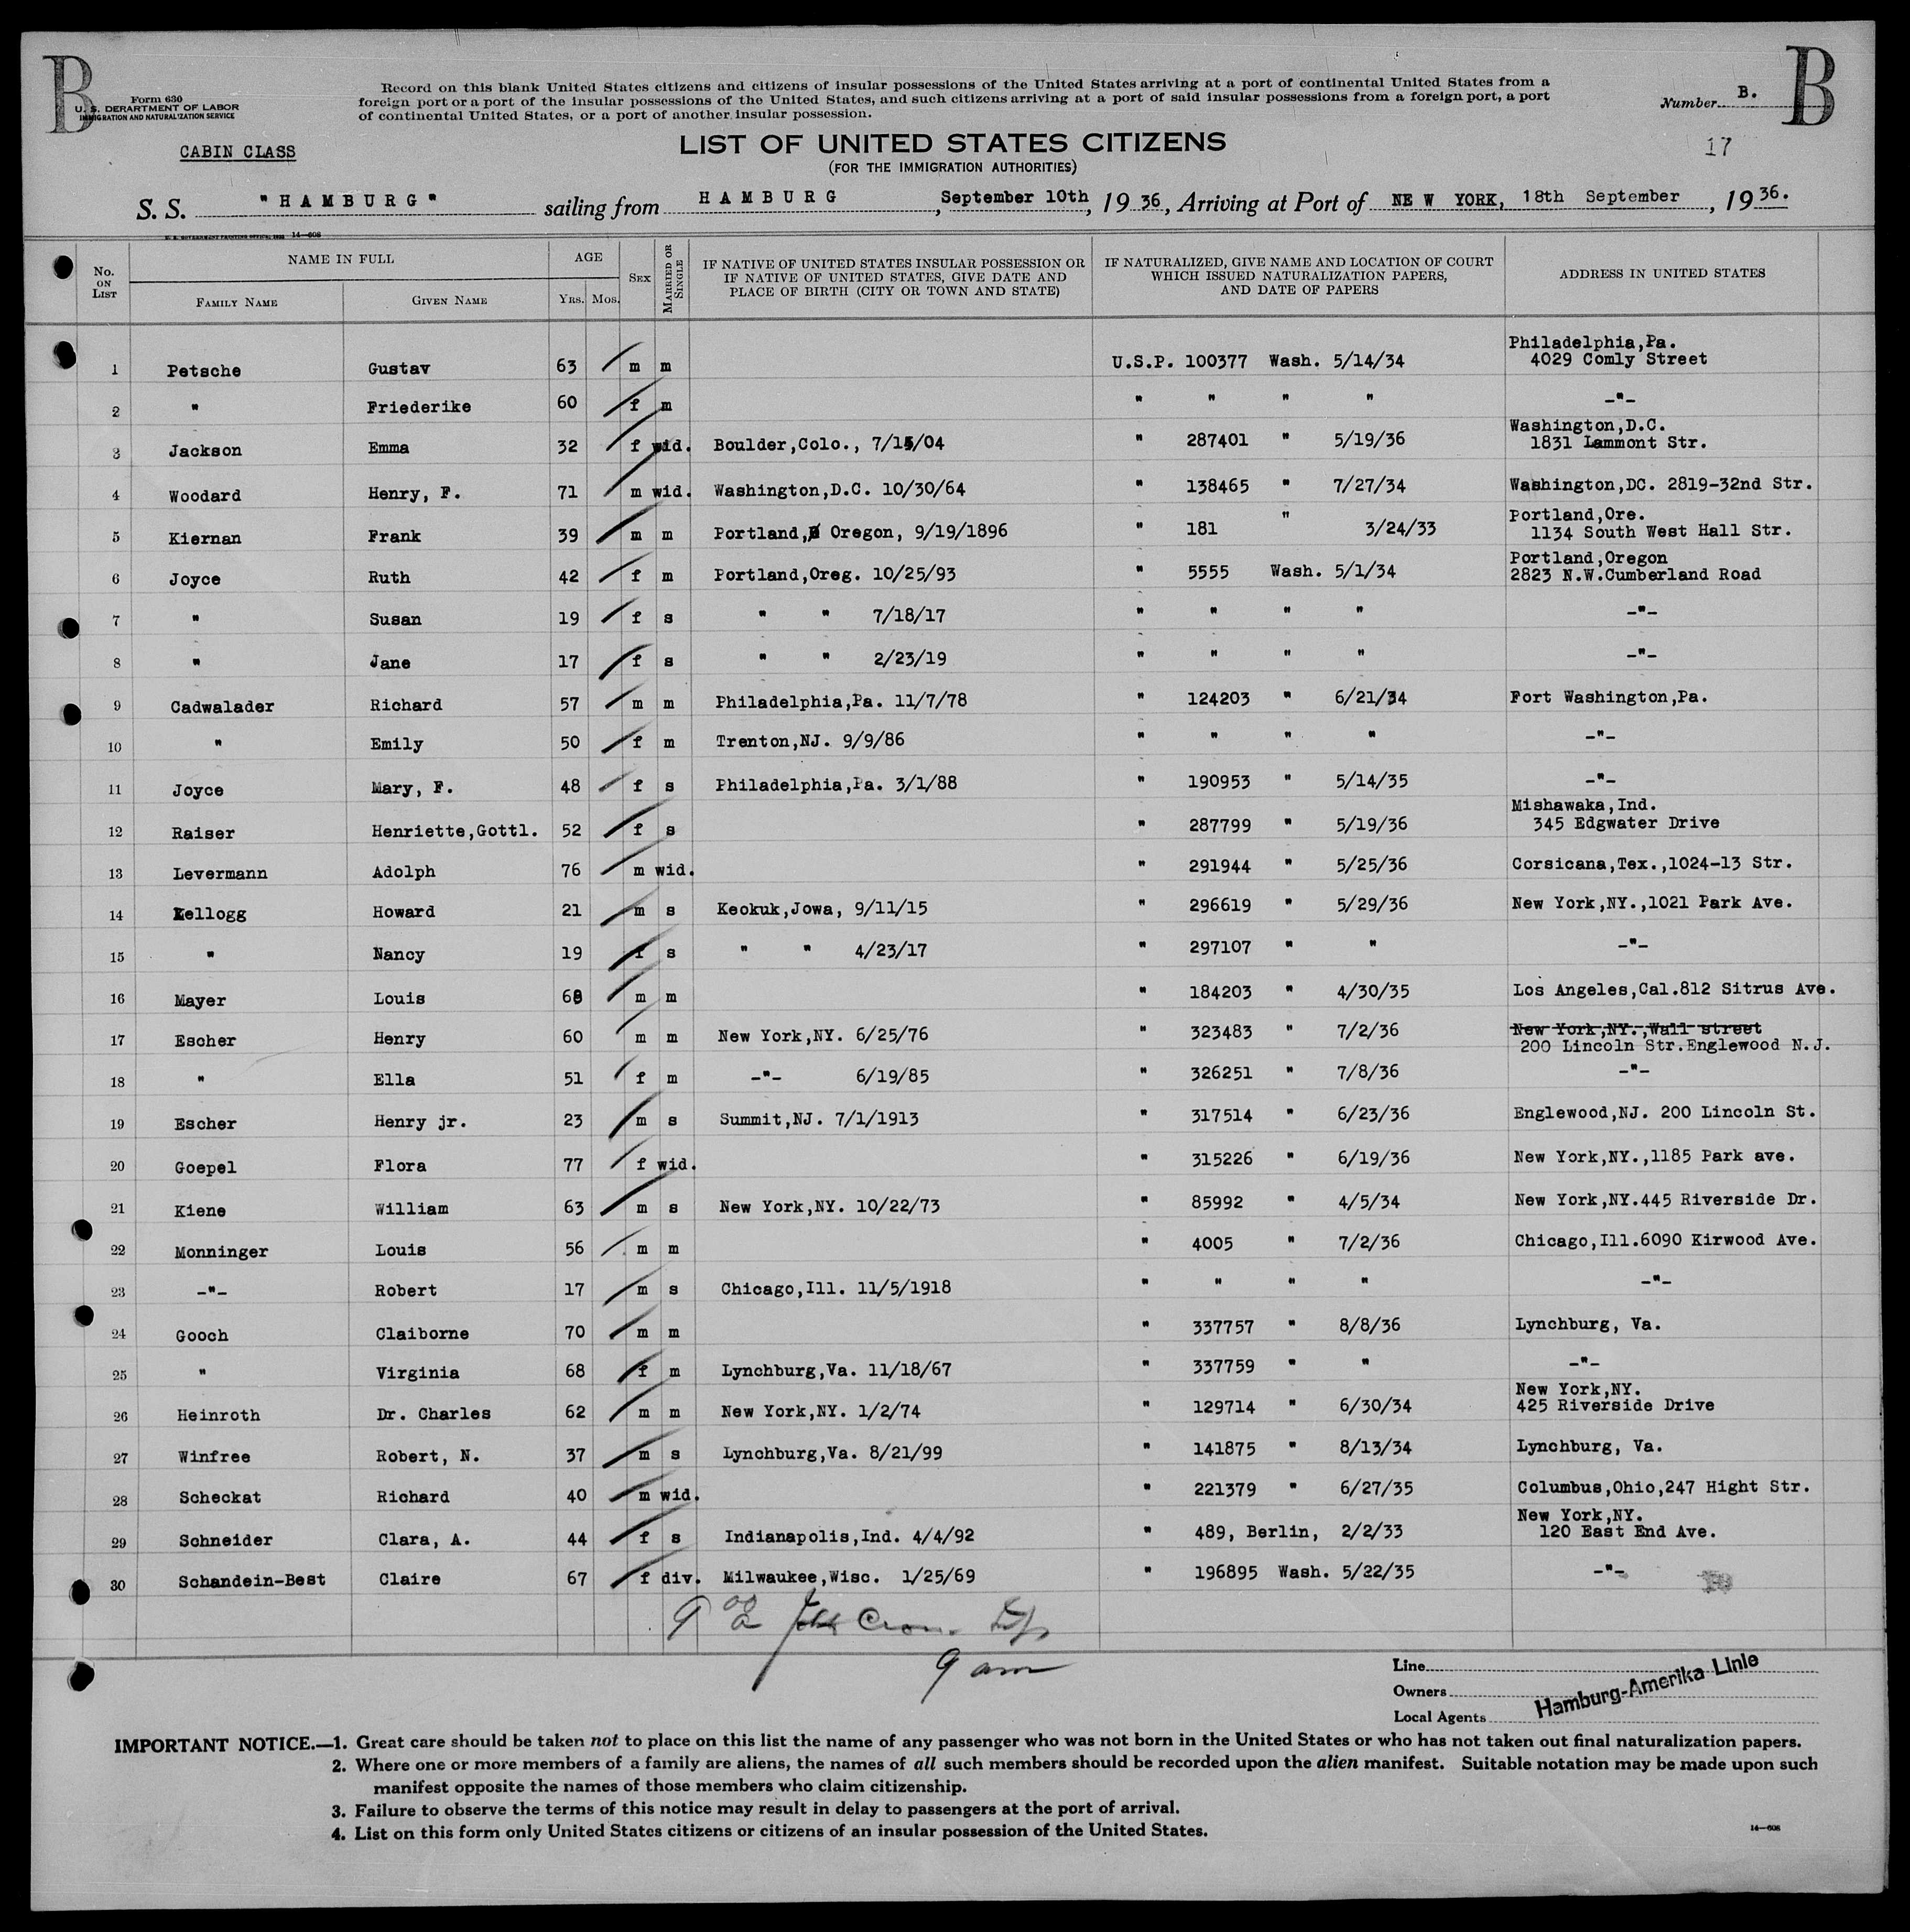 B
Form 630
U. S. DEPARTMENT OF LABOR
IMMIGRATION AND NATURALIZATION SERVICE
Record on this blank United States citizens and citizens of insular possessions of the United States arriving at a port of continental United States from a
foreign port or a port of the insular possessions of the United States, and such citizens arriving at a port of said insular possessions from a foreign port, a port
of continental United States, or a port of another insular possession.
Number B.
B
CABIN CLASS
LIST OF UNITED STATES CITIZENS
(FOR THE IMMIGRATION AUTHORITIES)
17
S. S. "HAMBURG" sailing from HAMBURG, September 10th, 1936, Arriving at Port of NEW YORK, 18th September, 1936.
14—608
No. ON LIST NAME IN FULL FAMILY NAME GIVEN NAME AGE YRS. MOS. SEX MARRIED OR SINGLE IF NATIVE OF UNITED STATES INSULAR POSSESSION OR IF NATIVE OF UNITED STATES, GIVE DATE AND PLACE OF BIRTH (CITY OR TOWN AND STATE) IF NATURALIZED, GIVE NAME AND LOCATION OF COURT WHICH ISSUED NATURALIZATION PAPERS, AND DATE OF PAPERS ADDRESS IN UNITED STATES
1 Petsche Gustav 63 m m U.S.P. 100377 Wash. 5/14/34 Philadelphia,Pa. 4029 Comly Street
2 " Friederike 60 f m " " " " -"-
3 Jackson Emma 32 f wid. Boulder,Colo., 7/15/04 " 287401 " 5/19/36 Washington,D.C. 1831 Lammont Str.
4 Woodard Henry, F. 71 m wid. Washington,D.C. 10/30/64 " 138465 " 7/27/34 Washington,DC. 2819-32nd Str.
5 Kiernan Frank 39 m m Portland, Oregon, 9/19/1896 " 181 " 3/24/33 Portland,Ore. 1134 South West Hall Str.
6 Joyce Ruth 42 f m Portland,Oreg. 10/25/93 " 5555 Wash. 5/1/34 Portland,Oregon 2823 N.W.Cumberland Road
7 " Susan 19 f s " " 7/18/17 " " " " -"-
8 " Jane 17 f s " " 2/23/19 " " " " -"-
9 Cadwalader Richard 57 m m Philadelphia,Pa. 11/7/78 " 124203 " 6/21/34 Fort Washington,Pa.
10 " Emily 50 f m Trenton,NJ. 9/9/86 " " " " -"-
11 Joyce Mary, F. 48 f s Philadelphia,Pa. 3/1/88 " 190953 " 5/14/35 -"-
12 Raiser Henriette,Gottl. 52 f s " 287799 " 5/19/36 Mishawaka,Ind. 345 Edgwater Drive
13 Levermann Adolph 76 m wid. " 291944 " 5/25/36 Corsicana,Tex.,1024-13 Str.
14 Kellogg Howard 21 m s Keokuk,Jowa, 9/11/15 " 296619 " 5/29/36 New York,NY.,1021 Park Ave.
15 " Nancy 19 f s " " 4/23/17 " 297107 " " -"-
16 Mayer Louis 68 m m " 184203 " 4/30/35 Los Angeles,Cal.812 Sitrus Ave.
17 Escher Henry 60 m m New York,NY. 6/25/76 " 323483 " 7/2/36 New York,NY.,Wall street 200 Lincoln Str.Englewood N.J.
18 " Ella 51 f m -"- 6/19/85 " 326251 " 7/8/36 -"-
19 Escher Henry jr. 23 m s Summit,NJ. 7/1/1913 " 317514 " 6/23/36 Englewood,NJ. 200 Lincoln St.
20 Goepel Flora 77 f wid. " 315226 " 6/19/36 New York,NY.,1185 Park ave.
21 Kiene William 63 m s New York,NY. 10/22/73 " 85992 " 4/5/34 New York,NY.445 Riverside Dr.
22 Monninger Louis 56 m m " 4005 " 7/2/36 Chicago,Ill.6090 Kirwood Ave.
23 -"- Robert 17 m s Chicago,Ill. 11/5/1918 " " " " -"-
24 Gooch Claiborne 70 m m " 337757 " 8/8/36 Lynchburg, Va.
25 " Virginia 68 f m Lynchburg,Va. 11/18/67 " 337759 " " -"-
26 Heinroth Dr. Charles 62 m m New York,NY. 1/2/74 " 129714 " 6/30/34 New York,NY. 425 Riverside Drive
27 Winfree Robert, N. 37 m s Lynchburg,Va. 8/21/99 " 141875 " 8/13/34 Lynchburg, Va.
28 Scheckat Richard 40 m wid. " 221379 " 6/27/35 Columbus,Ohio,247 Hight Str.
29 Schneider Clara, A. 44 f s Indianapolis,Ind. 4/4/92 " 489, Berlin, 2/2/33 New York,NY. 120 East End Ave.
30 Schandein-Best Claire 67 f div. Milwaukee,Wisc. 1/25/69 " 196895 Wash. 5/22/35 -"-
9 am
Line
Owners
Local Agents
Hamburg-Amerika Linie
IMPORTANT NOTICE.—1. Great care should be taken not to place on this list the name of any passenger who was not born in the United States or who has not taken out final naturalization papers.
2. Where one or more members of a family are aliens, the names of all such members should be recorded upon the alien manifest. Suitable notation may be made upon such
manifest opposite the names of those members who claim citizenship.
3. Failure to observe the terms of this notice may result in delay to passengers at the port of arrival.
4. List on this form only United States citizens or citizens of an insular possession of the United States.
14—608